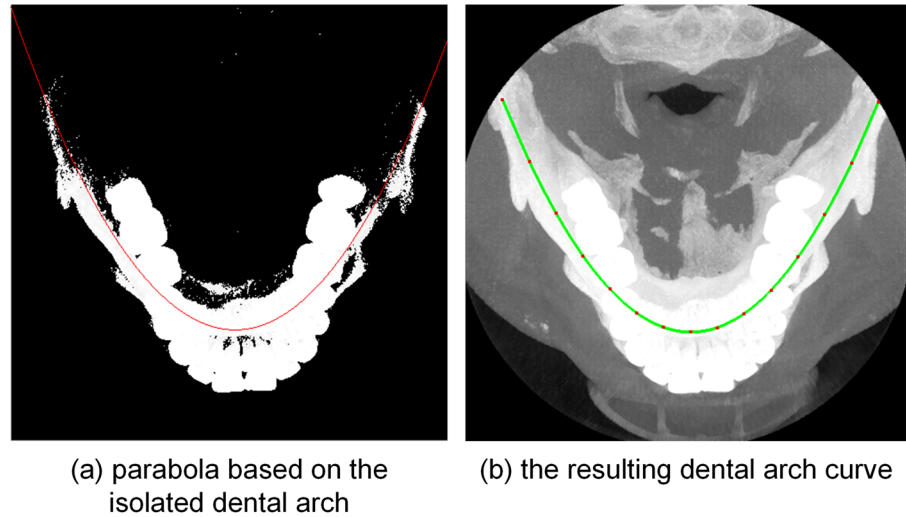 (a) parabola based on the
isolated dental arch
(b) the resulting dental arch curve